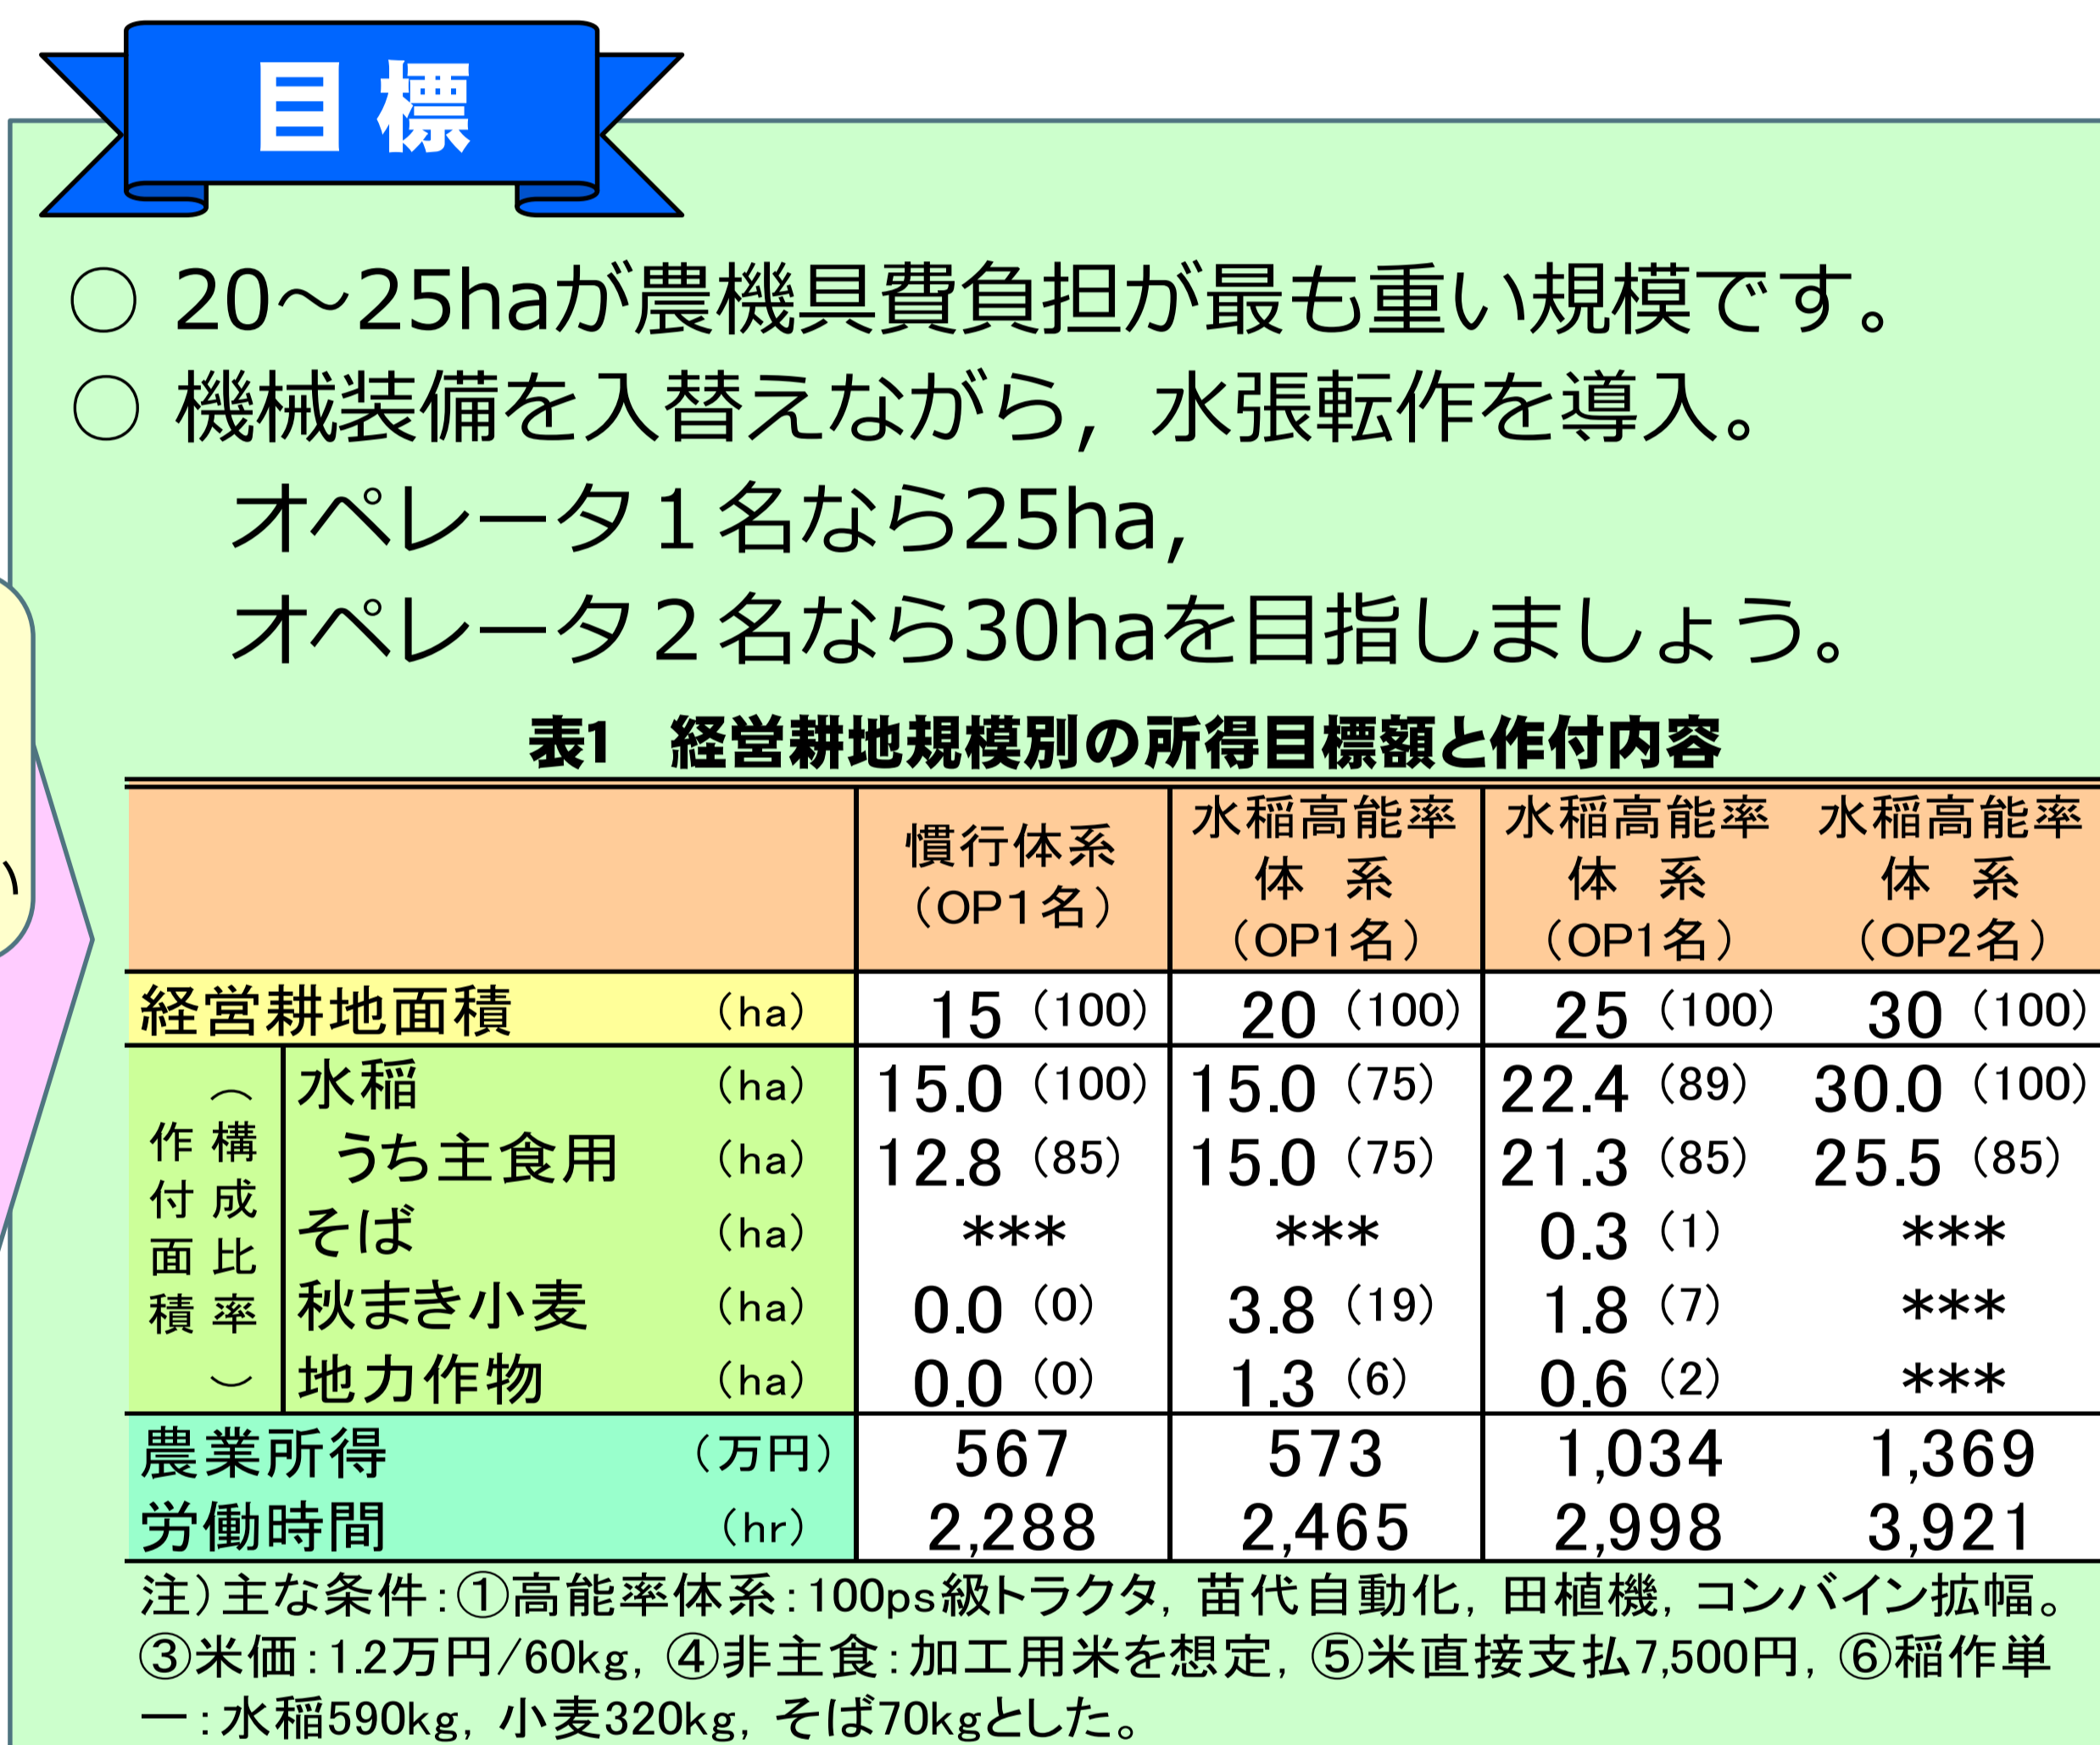 目標
○ 20～25haが農機具費負担が最も重い規模です。
○ 機械装備を入替えながら，水張転作を導入。
オペレータ１名なら25ha，
オペレータ２名なら30haを目指しましょう。
表1　経営耕地規模別の所得目標額と作付内容
慣行体系（OP１名） 水稲高能率体　系（OP1名） 水稲高能率体　系（OP1名） 水稲高能率体　系（OP2名）
経営耕地面積 （ha） 15（100） 20（100） 25（100） 30（100）
作付面積（構成比率）
水稲 （ha） 15.0（100） 15.0（75） 22.4（89） 30.0（100）
うち主食用 （ha） 12.8（85） 15.0（75） 21.3（85） 25.5（85）
そば （ha） *** *** 0.3（1） ***
秋まき小麦 （ha） 0.0（0） 3.8（19） 1.8（7） ***
地力作物 （ha） 0.0（0） 1.3（6） 0.6（2） ***
農業所得 （万円） 567 573 1,034 1,369
労働時間 （hr） 2,288 2,465 2,998 3,921
注）主な条件：①高能率体系：100ps級トラクタ，苗代自動化，田植機，コンバイン拡幅。
③米価：1.2万円/60kg，④非主食：加工用米を想定，⑤米直接支払7,500円，⑥稲作単
一：水稲590kg，小麦320kg，そば70kgとした。